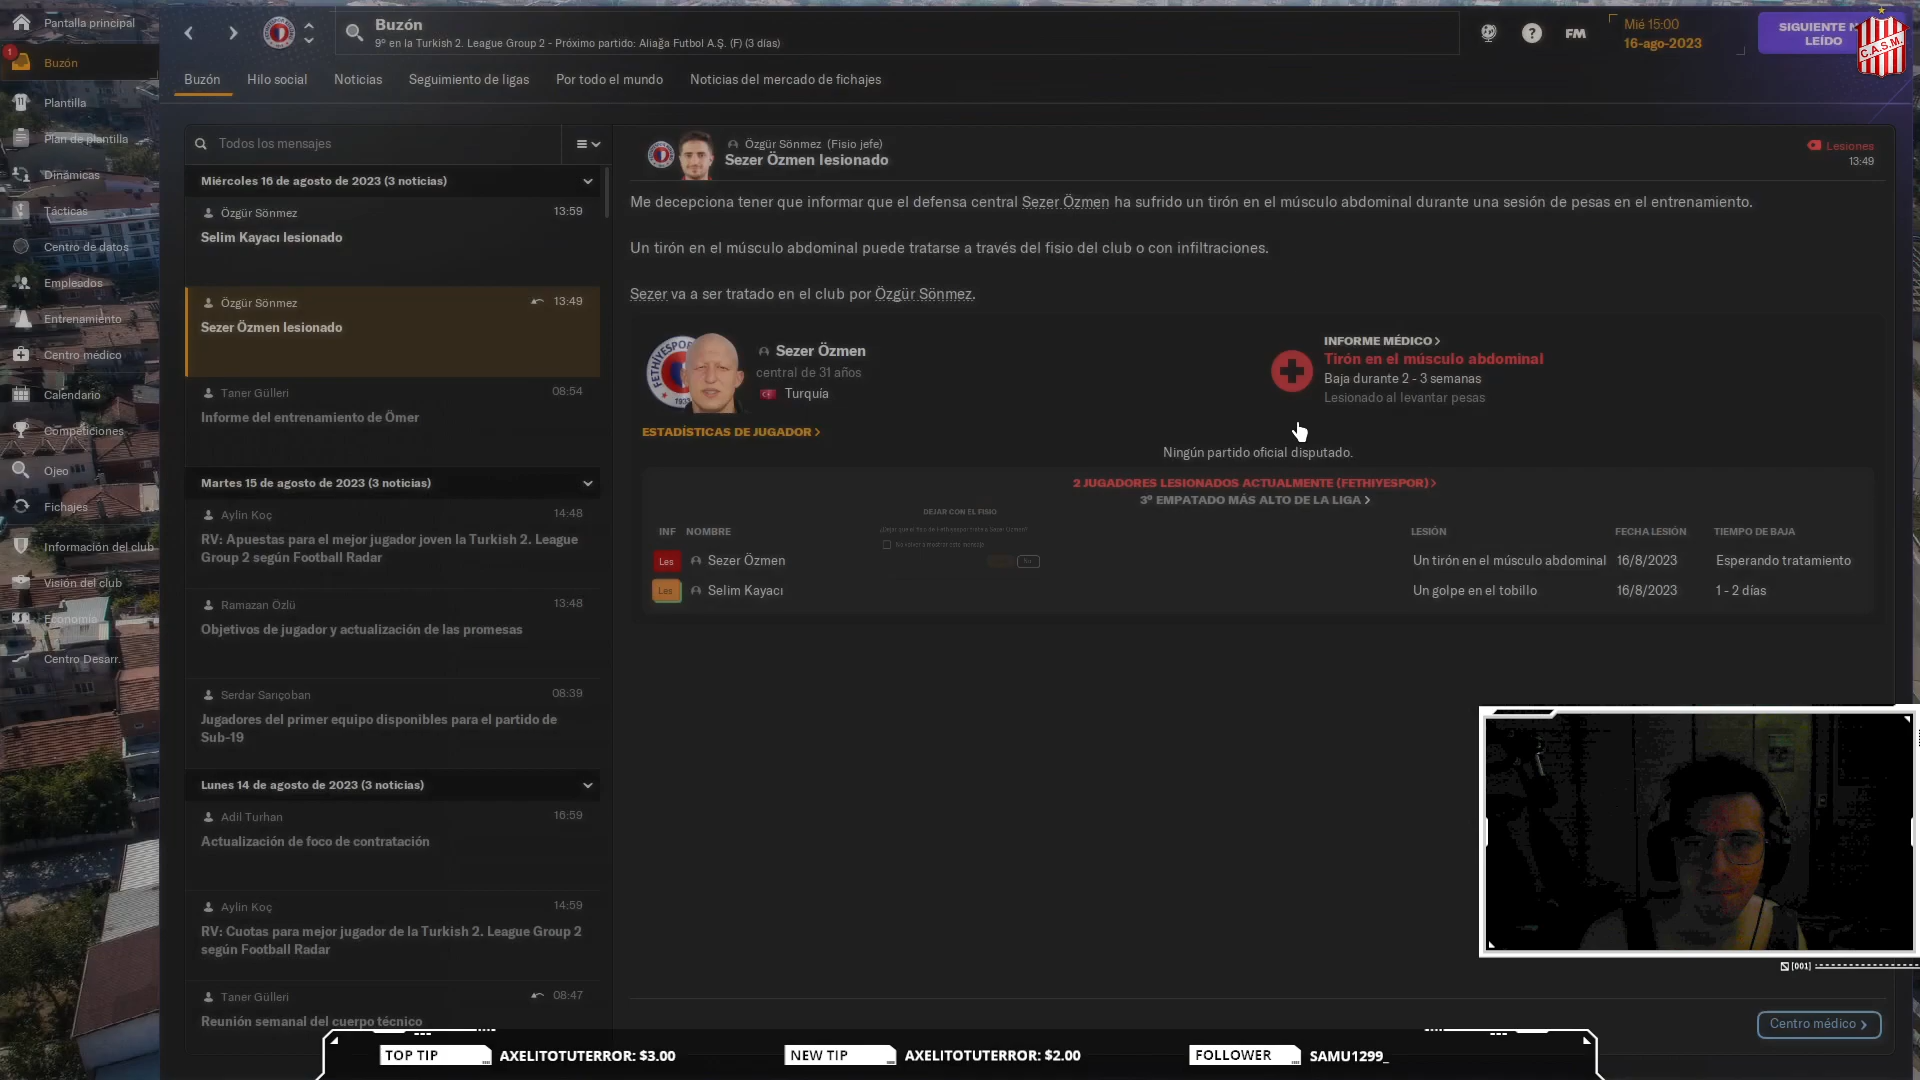 Pantalla principal
1
Buzón
Plantilla
Plan de plantilla
Dinámicas
Tácticas
Centro de datos
Empleados
Entrenamiento
Centro médico
Calendario
Competiciones
Ojeo
Fichajes
Información del club
Visión del club
Economía
Centro Desarr.
Buzón
9º en la Turkish 2. League Group 2 - Próximo partido: Aliağa Futbol A.Ş. (F) (3 días)
FM
Mié 15:00
16-ago-2023
SIGUIENTE N
LEÍDO
C.A.S.M.
Buzón
Hilo social
Noticias
Seguimiento de ligas
Por todo el mundo
Noticias del mercado de fichajes
Todos los mensajes
Miércoles 16 de agosto de 2023 (3 noticias)
Özgür Sönmez 13:59
Selim Kayacı lesionado
Özgür Sönmez 13:49
Sezer Özmen lesionado
Taner Gülleri 08:54
Informe del entrenamiento de Ömer
Martes 15 de agosto de 2023 (3 noticias)
Aylin Koç 14:48
RV: Apuestas para el mejor jugador joven la Turkish 2. League
Group 2 según Football Radar
Ramazan Özlü 13:48
Objetivos de jugador y actualización de las promesas
Serdar Sarıçoban 08:39
Jugadores del primer equipo disponibles para el partido de
Sub-19
Lunes 14 de agosto de 2023 (3 noticias)
Adil Turhan 16:59
Actualización de foco de contratación
Aylin Koç 14:59
RV: Cuotas para mejor jugador de la Turkish 2. League Group 2
según Football Radar
Taner Gülleri 08:47
Reunión semanal del cuerpo técnico
Özgür Sönmez (Fisio jefe)
Sezer Özmen lesionado
Lesiones
13:49
Me decepciona tener que informar que el defensa central Sezer Özmen ha sufrido un tirón en el músculo abdominal durante una sesión de pesas en el entrenamiento.
Un tirón en el músculo abdominal puede tratarse a través del fisio del club o con infiltraciones.
Sezer va a ser tratado en el club por Özgür Sönmez.
Sezer Özmen
central de 31 años
Turquía
INFORME MÉDICO
Tirón en el músculo abdominal
Baja durante 2 - 3 semanas
Lesionado al levantar pesas
ESTADÍSTICAS DE JUGADOR
Ningún partido oficial disputado.
2 JUGADORES LESIONADOS ACTUALMENTE (FETHIYESPOR)
3º EMPATADO MÁS ALTO DE LA LIGA
DEJAR CON EL FISIO
INF NOMBRE LESIÓN FECHA LESIÓN TIEMPO DE BAJA
Les Sezer Özmen Un tirón en el músculo abdominal 16/8/2023 Esperando tratamiento
Les Selim Kayacı Un golpe en el tobillo 16/8/2023 1 - 2 días
[001]
Centro médico
TOP TIP AXELITOTUTERROR: $3.00
NEW TIP AXELITOTUTERROR: $2.00
FOLLOWER SAMU1299_